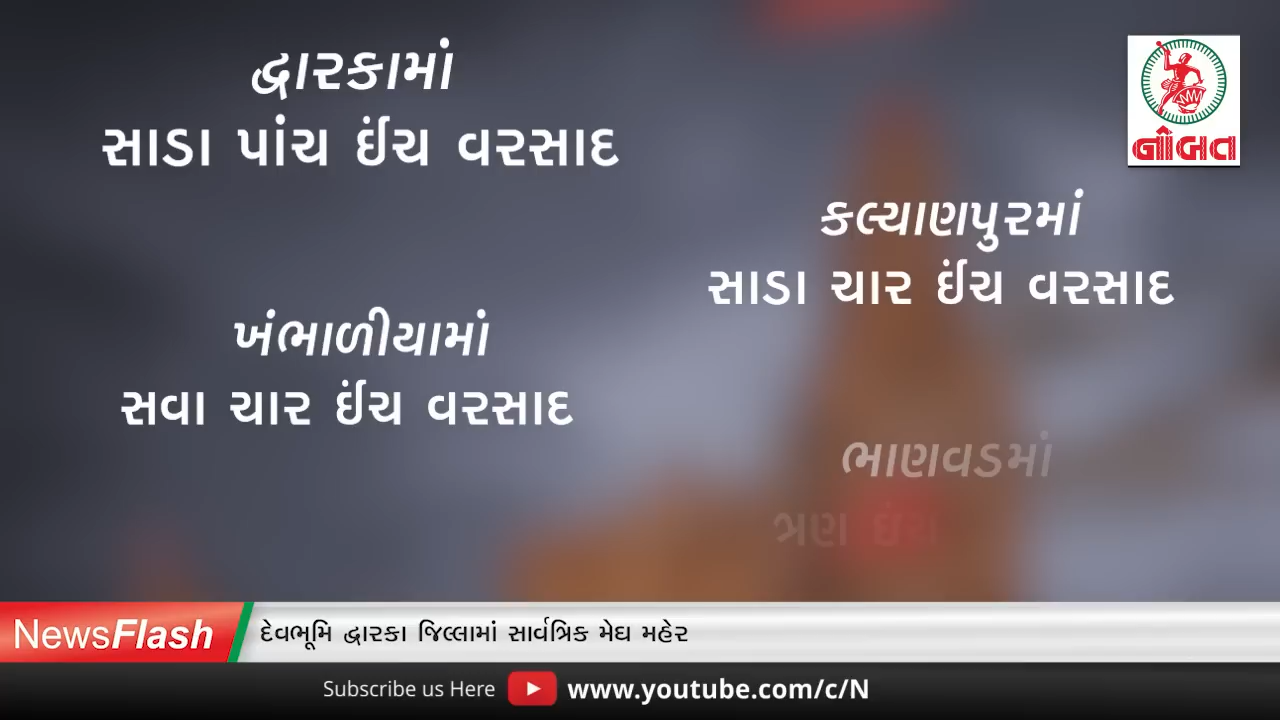 દ્વારકામાં
સાડા પાંચ ઈંચ વરસાદ
નોબત
કલ્યાણપુરમાં
સાડા ચાર ઈંચ વરસાદ
ખંભાળીયામાં
સવા ચાર ઈંચ વરસાદ
ભાણવડમાં
ત્રણ ઈંચ
NewsFlash
દેવભૂમિ દ્વારકા જિલ્લામાં સાર્વત્રિક મેઘ મહેર
Subscribe us Here www.youtube.com/c/N